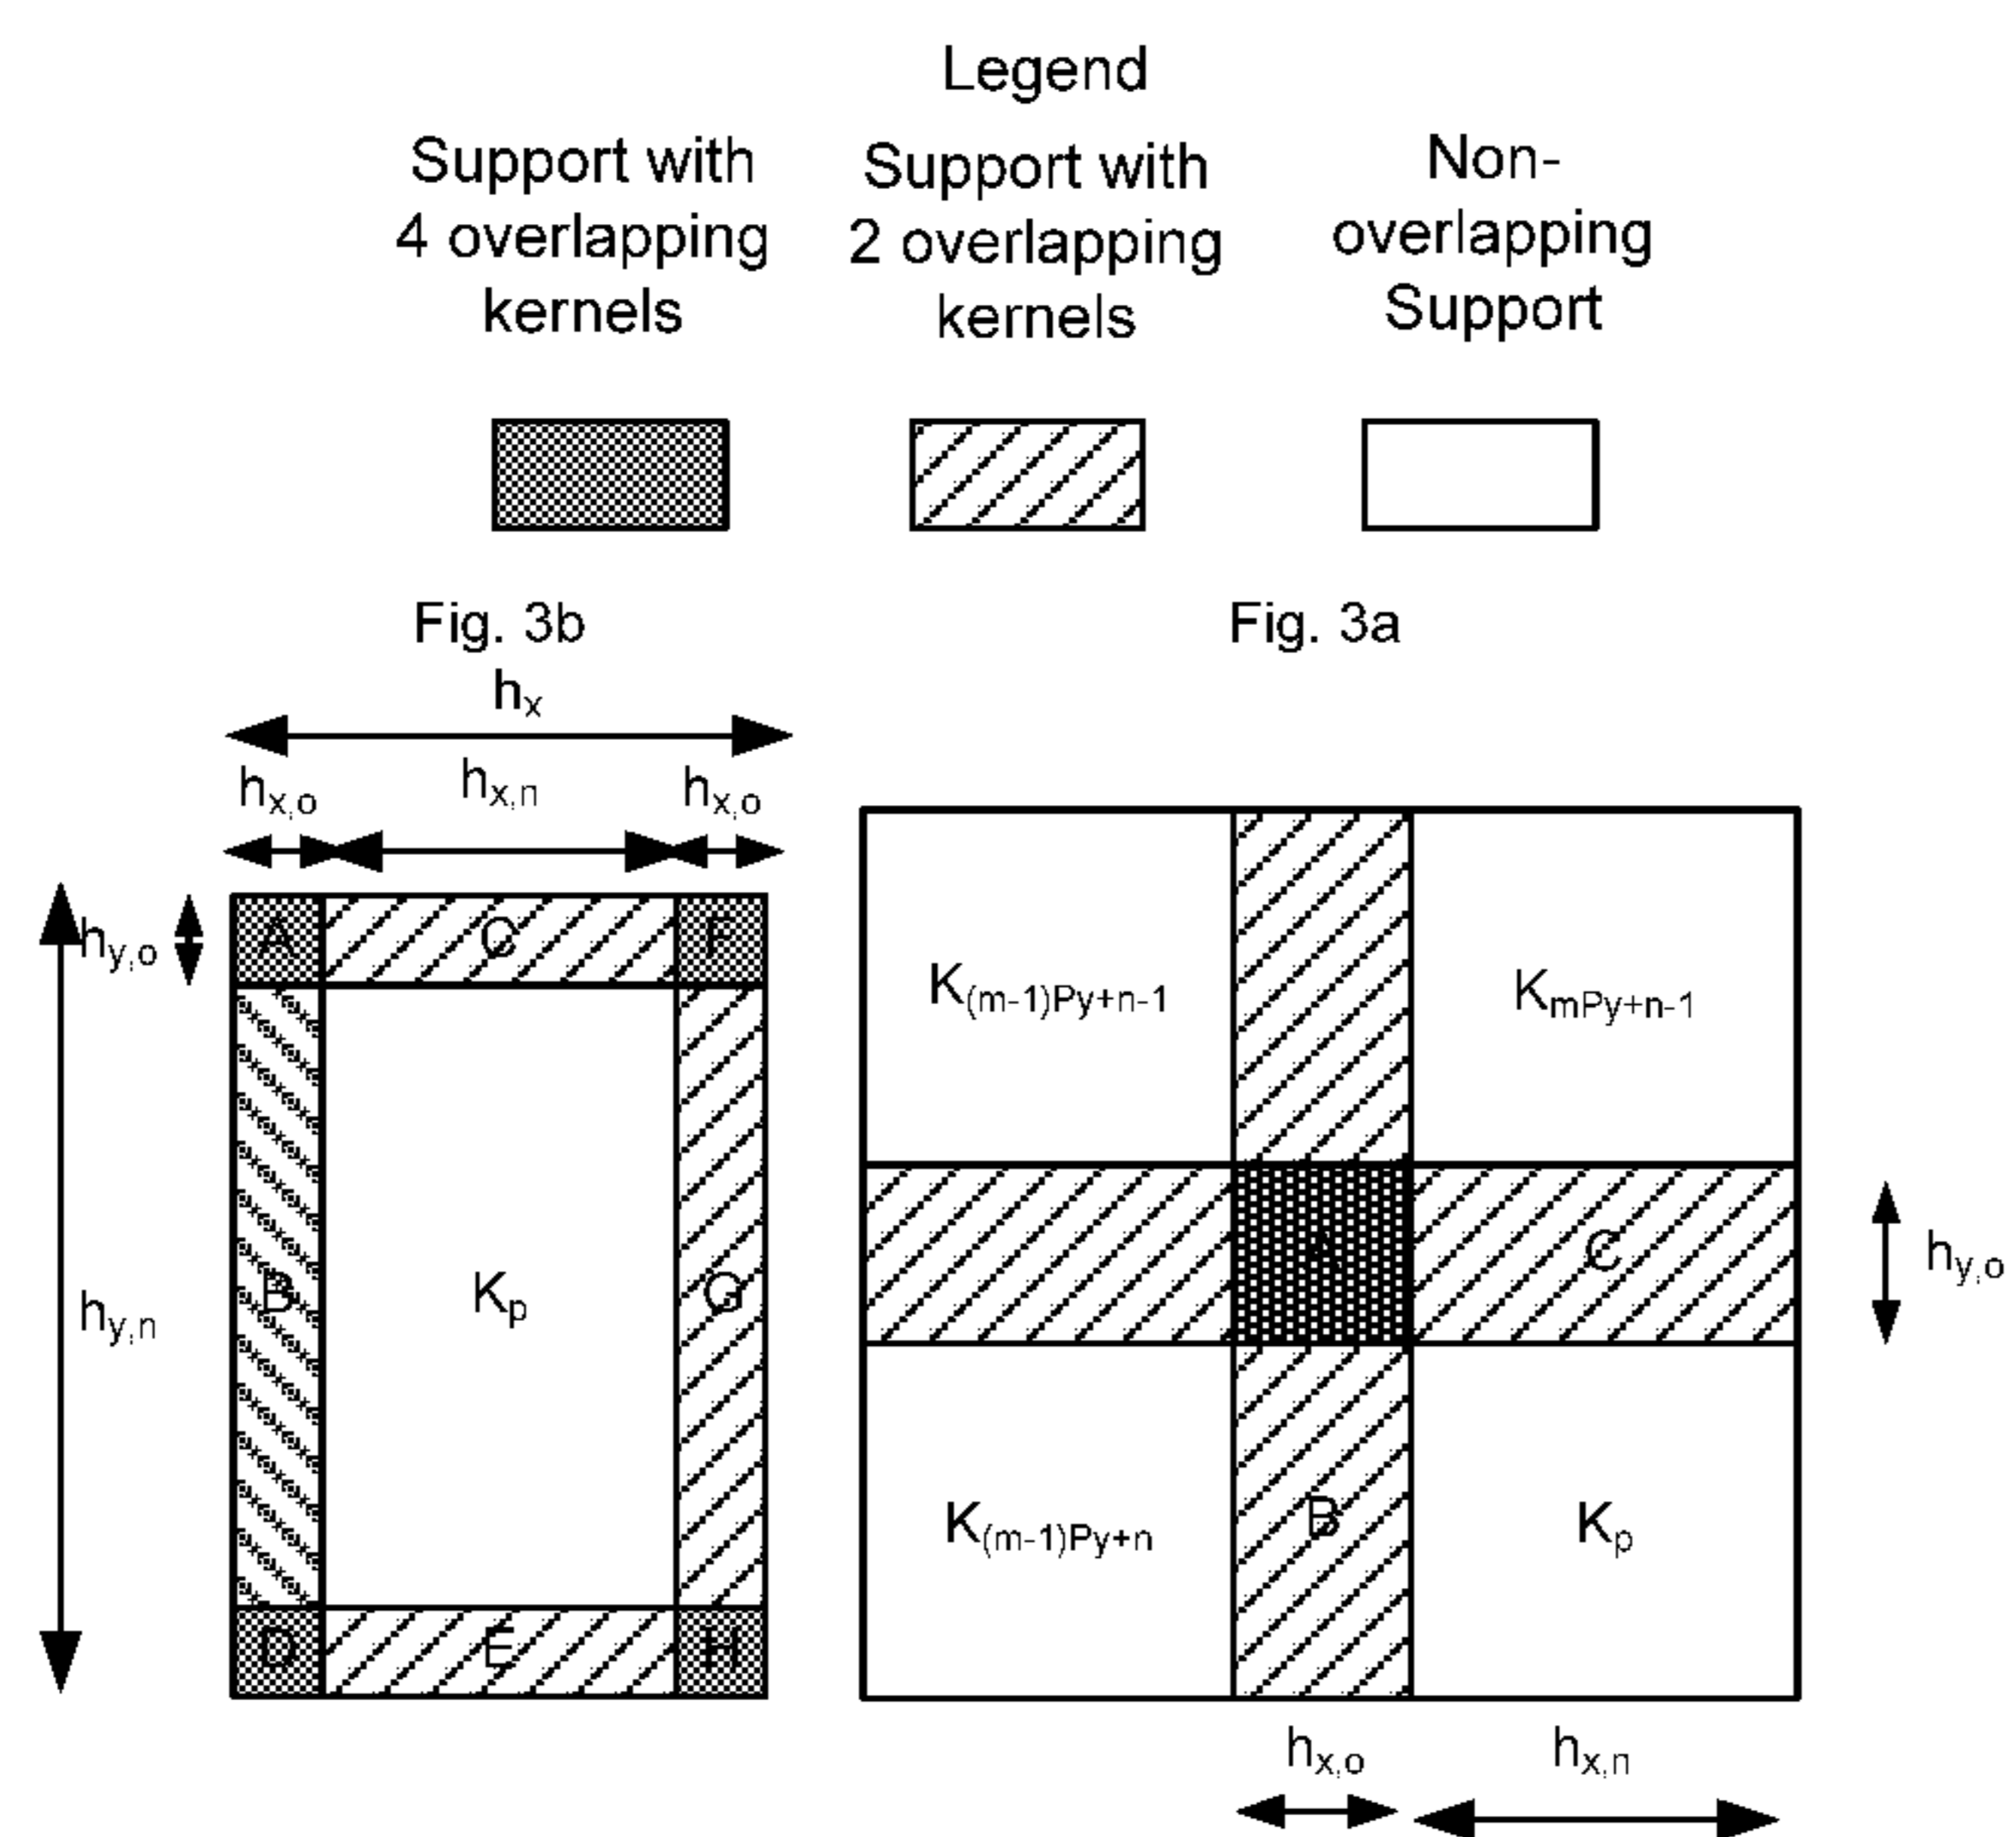 Legend
Support with
4 overlapping
kernels
Support with
2 overlapping
kernels
Non-
overlapping
Support
Fig. 3b
Fig. 3a
hx
hx,o
hx,n
hx,o
hy,o
hy,n
A
C
F
B
Kp
G
D
E
H
K(m-1)Py+n-1
KmPy+n-1
A
C
hy,o
K(m-1)Py+n
B
Kp
hx,o
hx,n